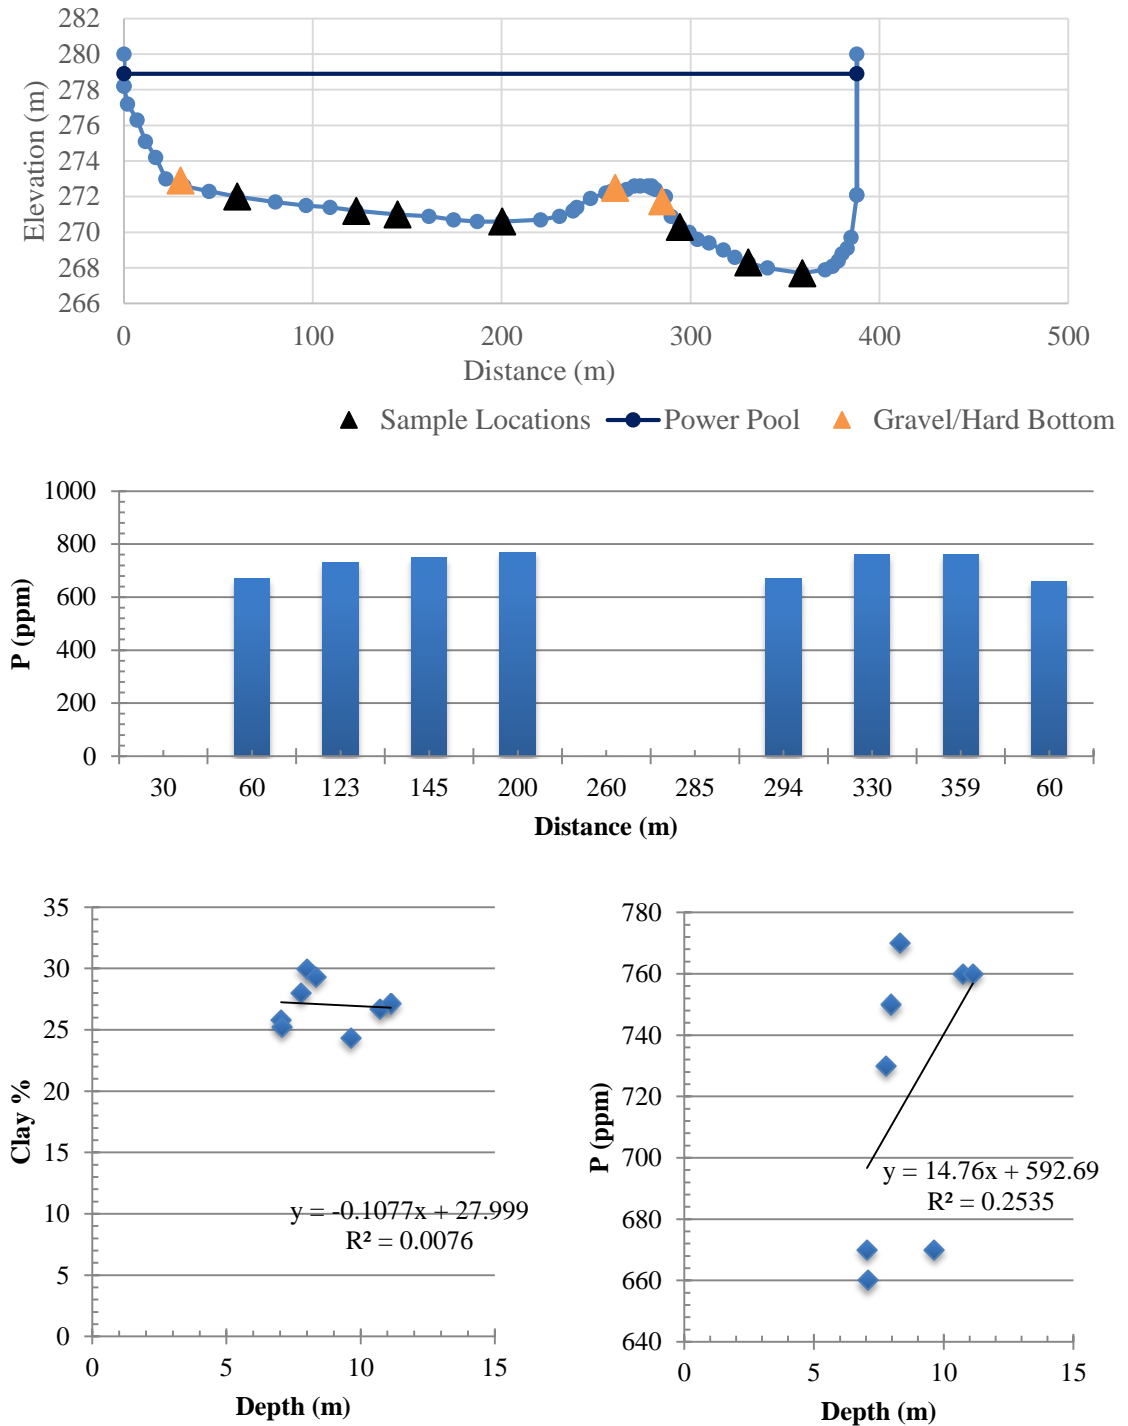 282
280
278
276
274
272
270
268
266
Elevation (m)
0 100 200 300 400 500
Distance (m)
Sample Locations Power Pool Gravel/Hard Bottom
1000
800
600
400
200
0
P (ppm)
30 60 123 145 200 260 285 294 330 359 60
Distance (m)
35
30
25
20
15
10
5
0
Clay %
y = -0.1077x + 27.999
R² = 0.0076
0 5 10 15
Depth (m)
780
760
740
720
700
680
660
640
P (ppm)
y = 14.76x + 592.69
R² = 0.2535
0 5 10 15
Depth (m)